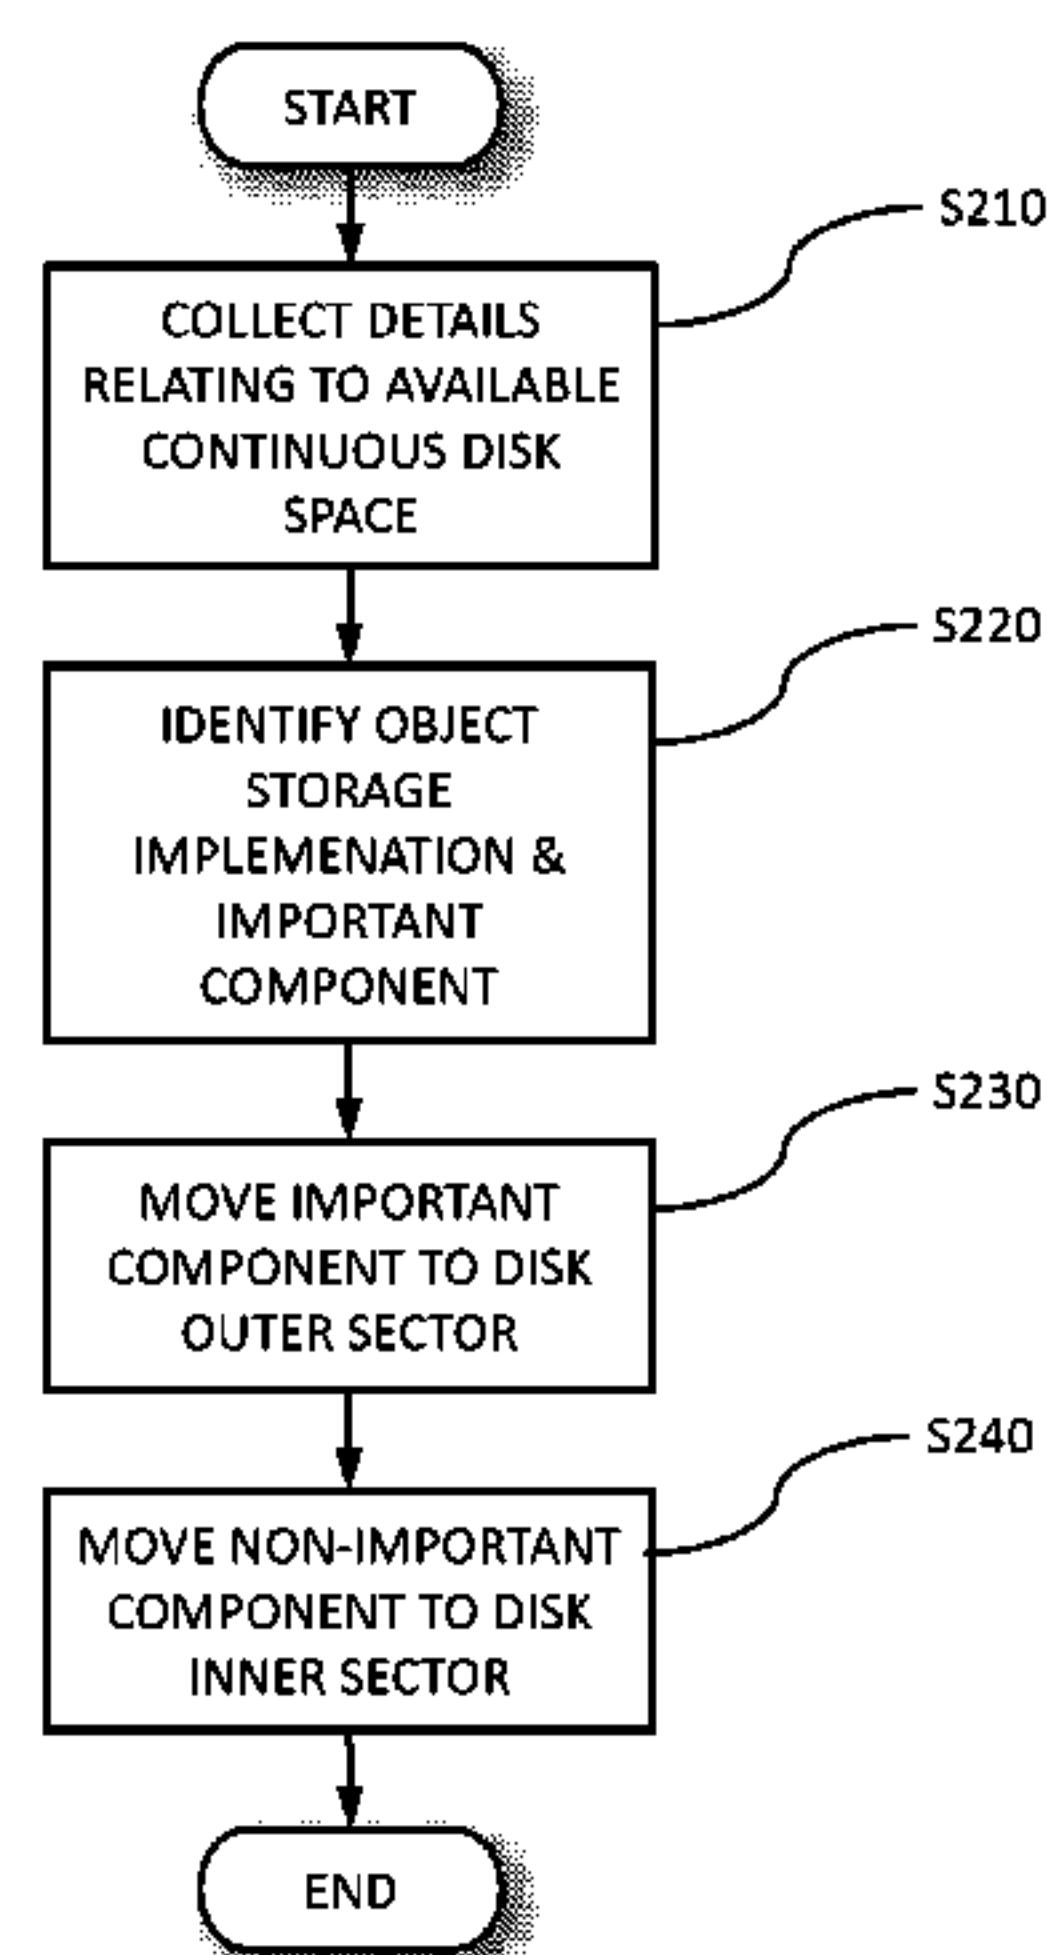 START
S210
COLLECT DETAILS
RELATING TO AVAILABLE
CONTINUOUS DISK
SPACE
S220
IDENTIFY OBJECT
STORAGE
IMPLEMENATION &
IMPORTANT
COMPONENT
S230
MOVE IMPORTANT
COMPONENT TO DISK
OUTER SECTOR
S240
MOVE NON-IMPORTANT
COMPONENT TO DISK
INNER SECTOR
END